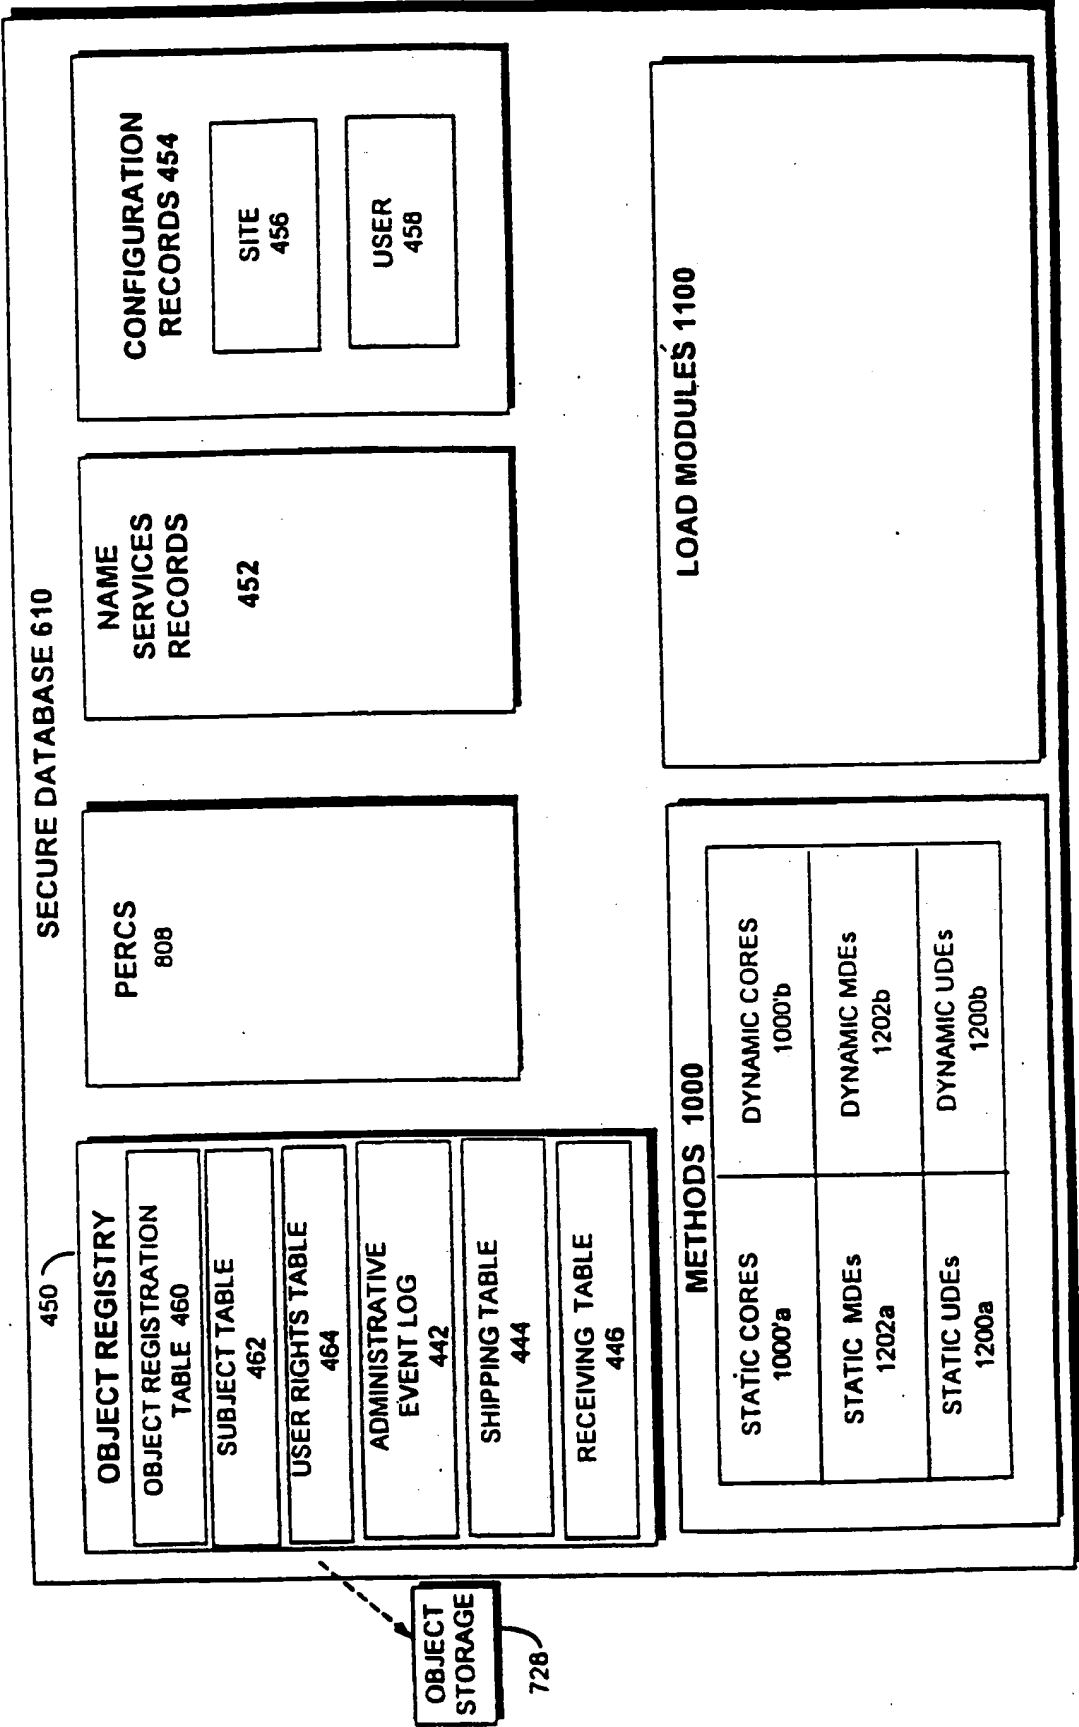 SECURE DATABASE 610
450
OBJECT REGISTRY
OBJECT REGISTRATION
TABLE 460
SUBJECT TABLE
462
USER RIGHTS TABLE
464
ADMINISTRATIVE
EVENT LOG
442
SHIPPING TABLE
444
RECEIVING TABLE
446
PERCS
808
NAME
SERVICES
RECORDS
452
CONFIGURATION
RECORDS 454
SITE
456
USER
458
OBJECT
STORAGE
728
METHODS 1000
STATIC CORES
1000'a
DYNAMIC CORES
1000'b
STATIC MDEs
1202a
DYNAMIC MDEs
1202b
STATIC UDEs
1200a
DYNAMIC UDEs
1200b
LOAD MODULES 1100